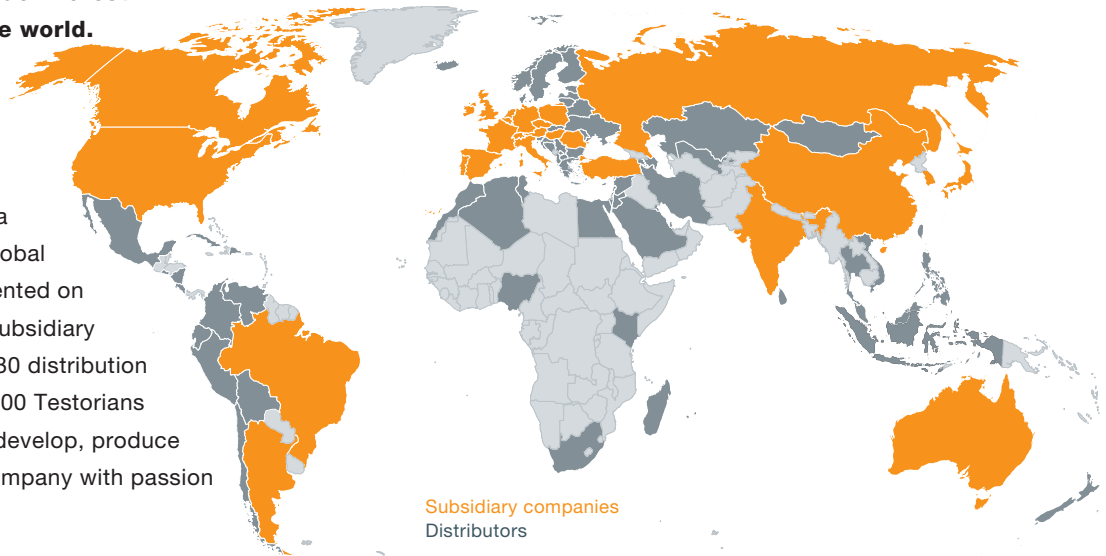 e world.
a
obal
ented on
ubsidiary
30 distribution
00 Testorians
develop, produce
mpany with passion
Subsidiary companies
Distributors